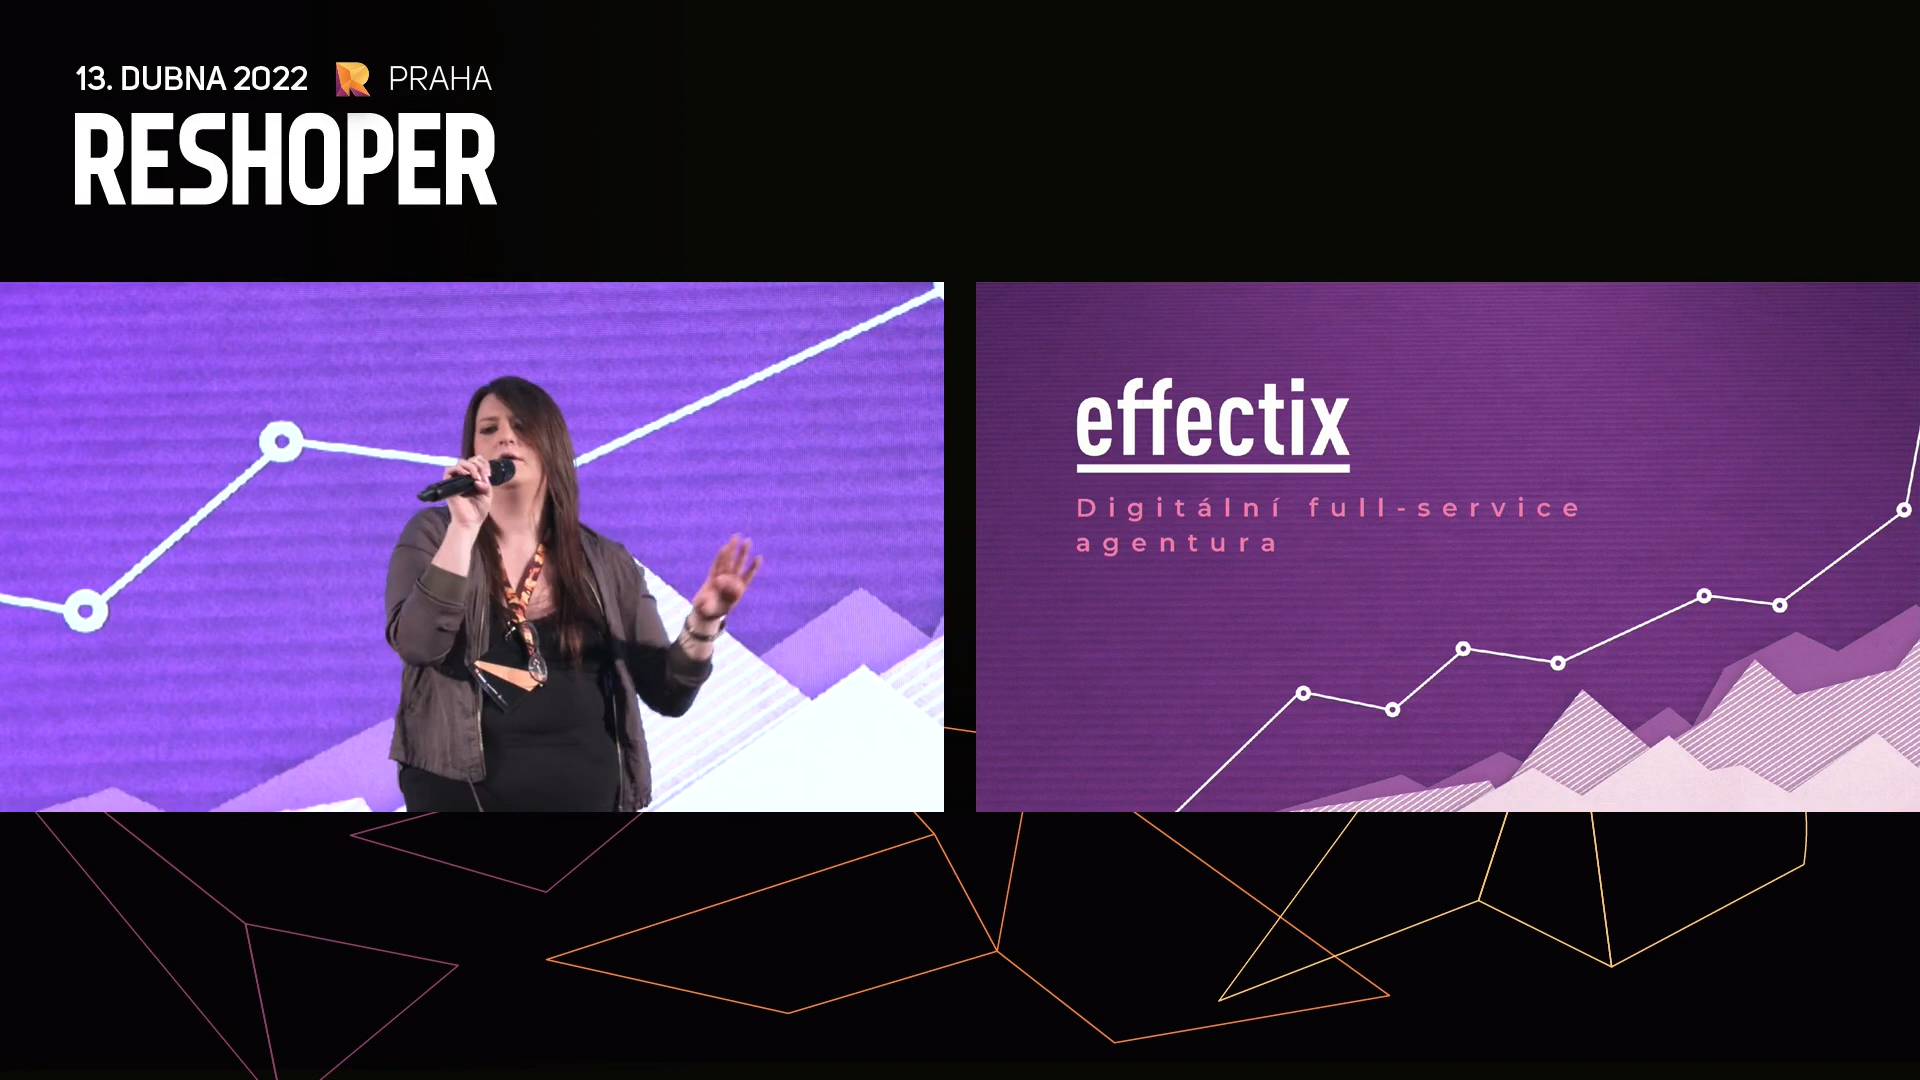 13. DUBNA 2022 PRAHA
RESHOPER
effectix
Digitální full-service
agentura